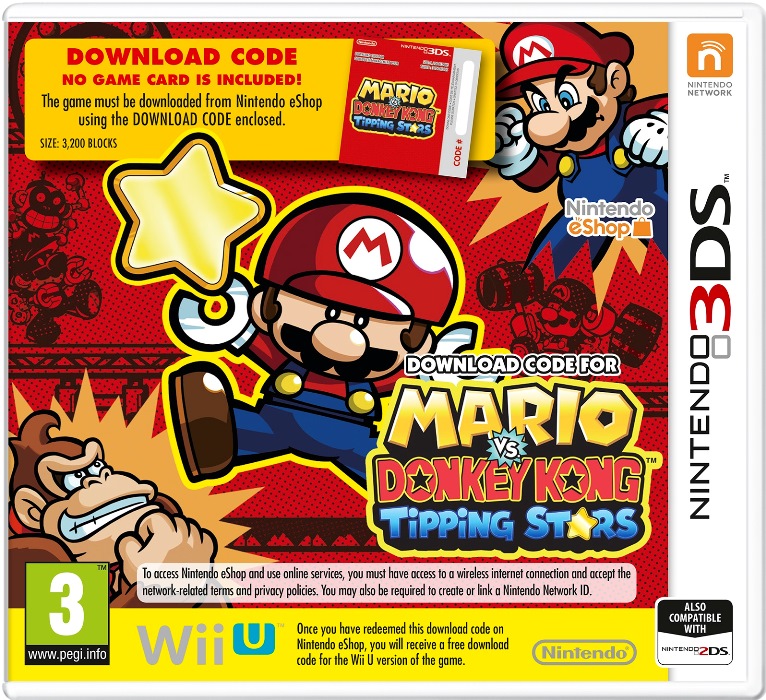 DOWNLOAD CODE
NO GAME CARD IS INCLUDED!
The game must be downloaded from Nintendo eShop
using the DOWNLOAD CODE enclosed.
SIZE: 3,200 BLOCKS
NINTENDO 3DS
MARIO
VS
DONKEY KONG
TiPPiNG STARS
CODE #
M
NINTENDO
NETWORK
Nintendo
eShop
NINTENDO 3DS™
M
DOWNLOAD CODE FOR
MARIO
VS
DONKEY KONG™
TiPPiNG STARS
To access Nintendo eShop and use online services, you must have access to a wireless internet connection and accept the
network-related terms and privacy policies. You may also be required to create or link a Nintendo Network ID.
3™
www.pegi.info
Wii U™
Once you have redeemed this download code on
Nintendo eShop, you will receive a free download
code for the Wii U version of the game.
Nintendo
ALSO
COMPATIBLE
WITH
NINTENDO 2DS™